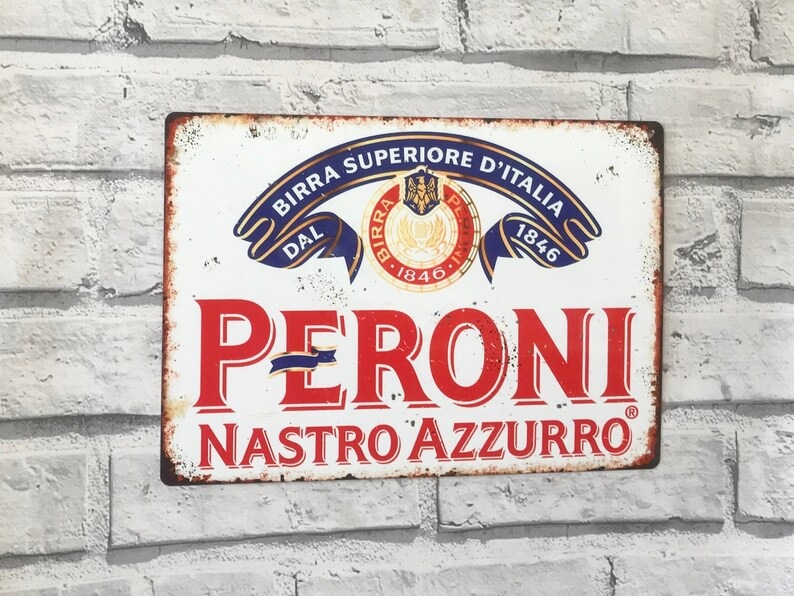 BIRRA SUPERIORE D'ITALIA
DAL 1846
BIRRA PERONI
·1846·
PERONI
NASTRO AZZURRO®